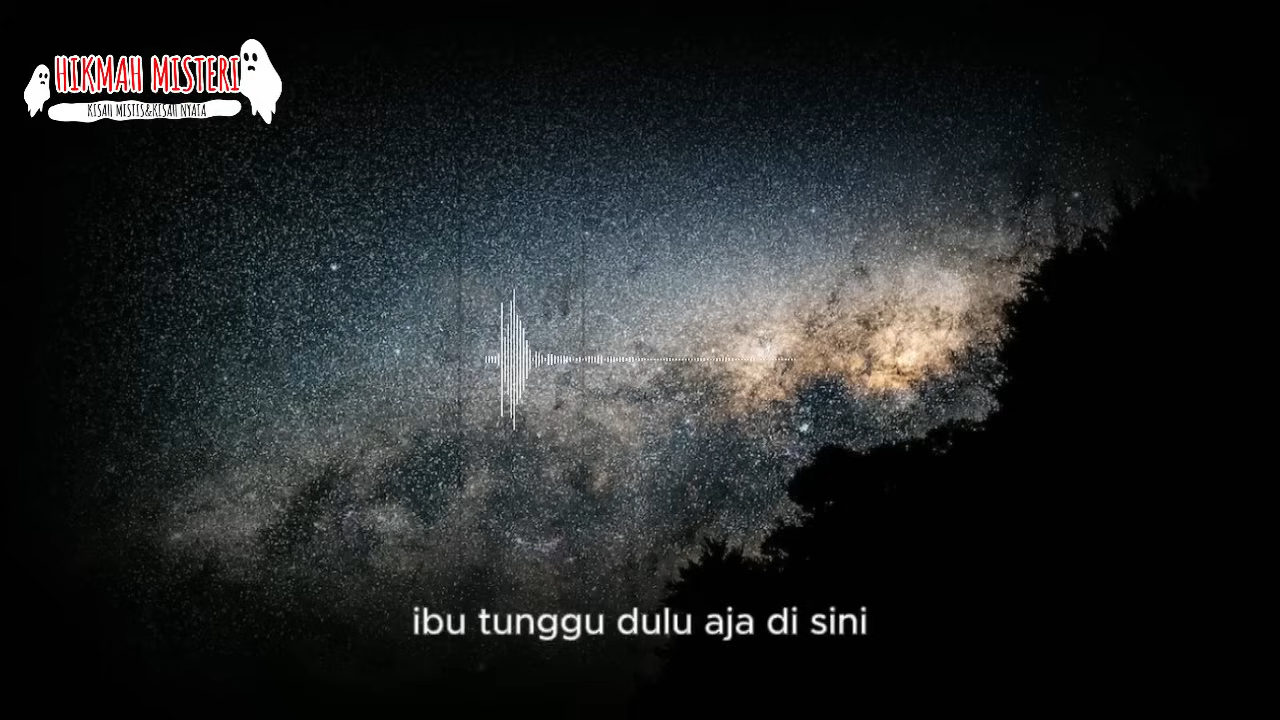 HIKMAH MISTERI
KISAH MISTIS&KISAH NYATA
ibu tunggu dulu aja di sini